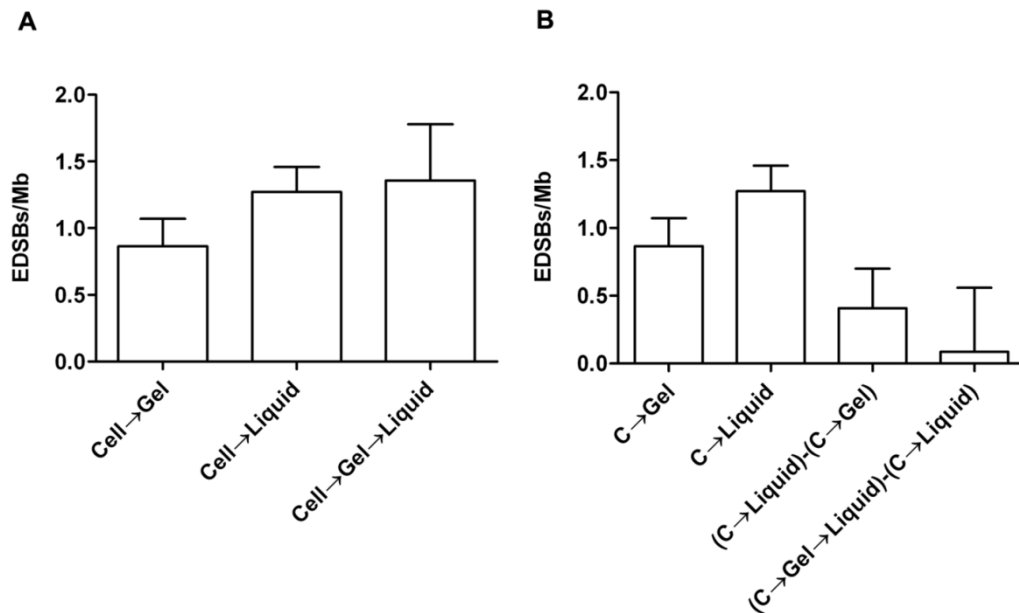 A
EDSBs/Mb
2.0
1.5
1.0
0.5
0.0
Cell→Gel
Cell→Liquid
Cell→Gel→Liquid
B
EDSBs/Mb
2.0
1.5
1.0
0.5
0.0
C→Gel
C→Liquid
(C→Liquid)-(C→Gel)
(C→Gel→Liquid)-(C→Liquid)